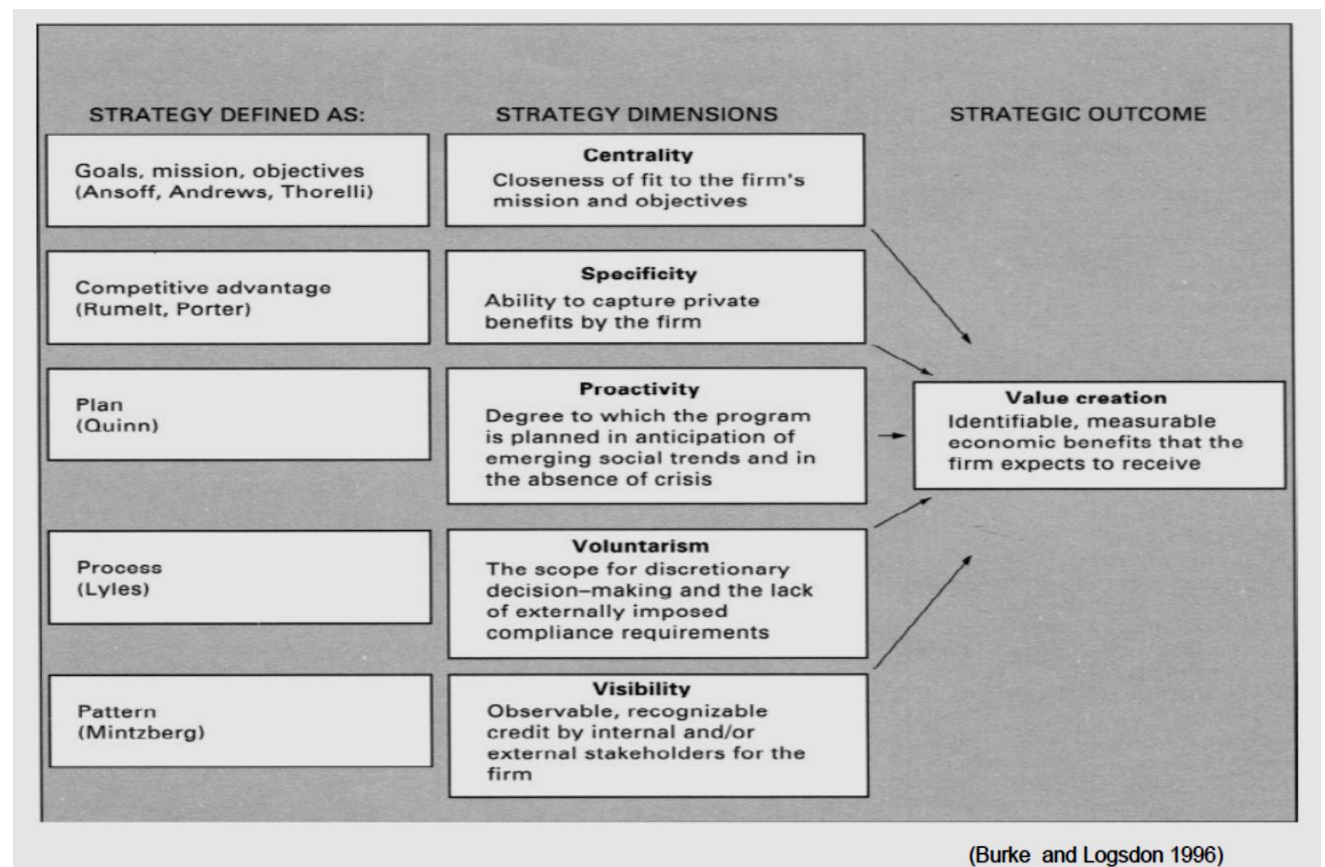 STRATEGY DEFINED AS:
STRATEGY DIMENSIONS
STRATEGIC OUTCOME
Goals, mission, objectives
(Ansoff, Andrews, Thorelli)
Centrality
Closeness of fit to the firm's
mission and objectives
Competitive advantage
(Rumelt, Porter)
Specificity
Ability to capture private
benefits by the firm
Plan
(Quinn)
Proactivity
Degree to which the program
is planned in anticipation of
emerging social trends and in
the absence of crisis
Value creation
Identifiable, measurable
economic benefits that the
firm expects to receive
Process
(Lyles)
Voluntarism
The scope for discretionary
decision–making and the lack
of externally imposed
compliance requirements
Pattern
(Mintzberg)
Visibility
Observable, recognizable
credit by internal and/or
external stakeholders for the
firm
(Burke and Logsdon 1996)